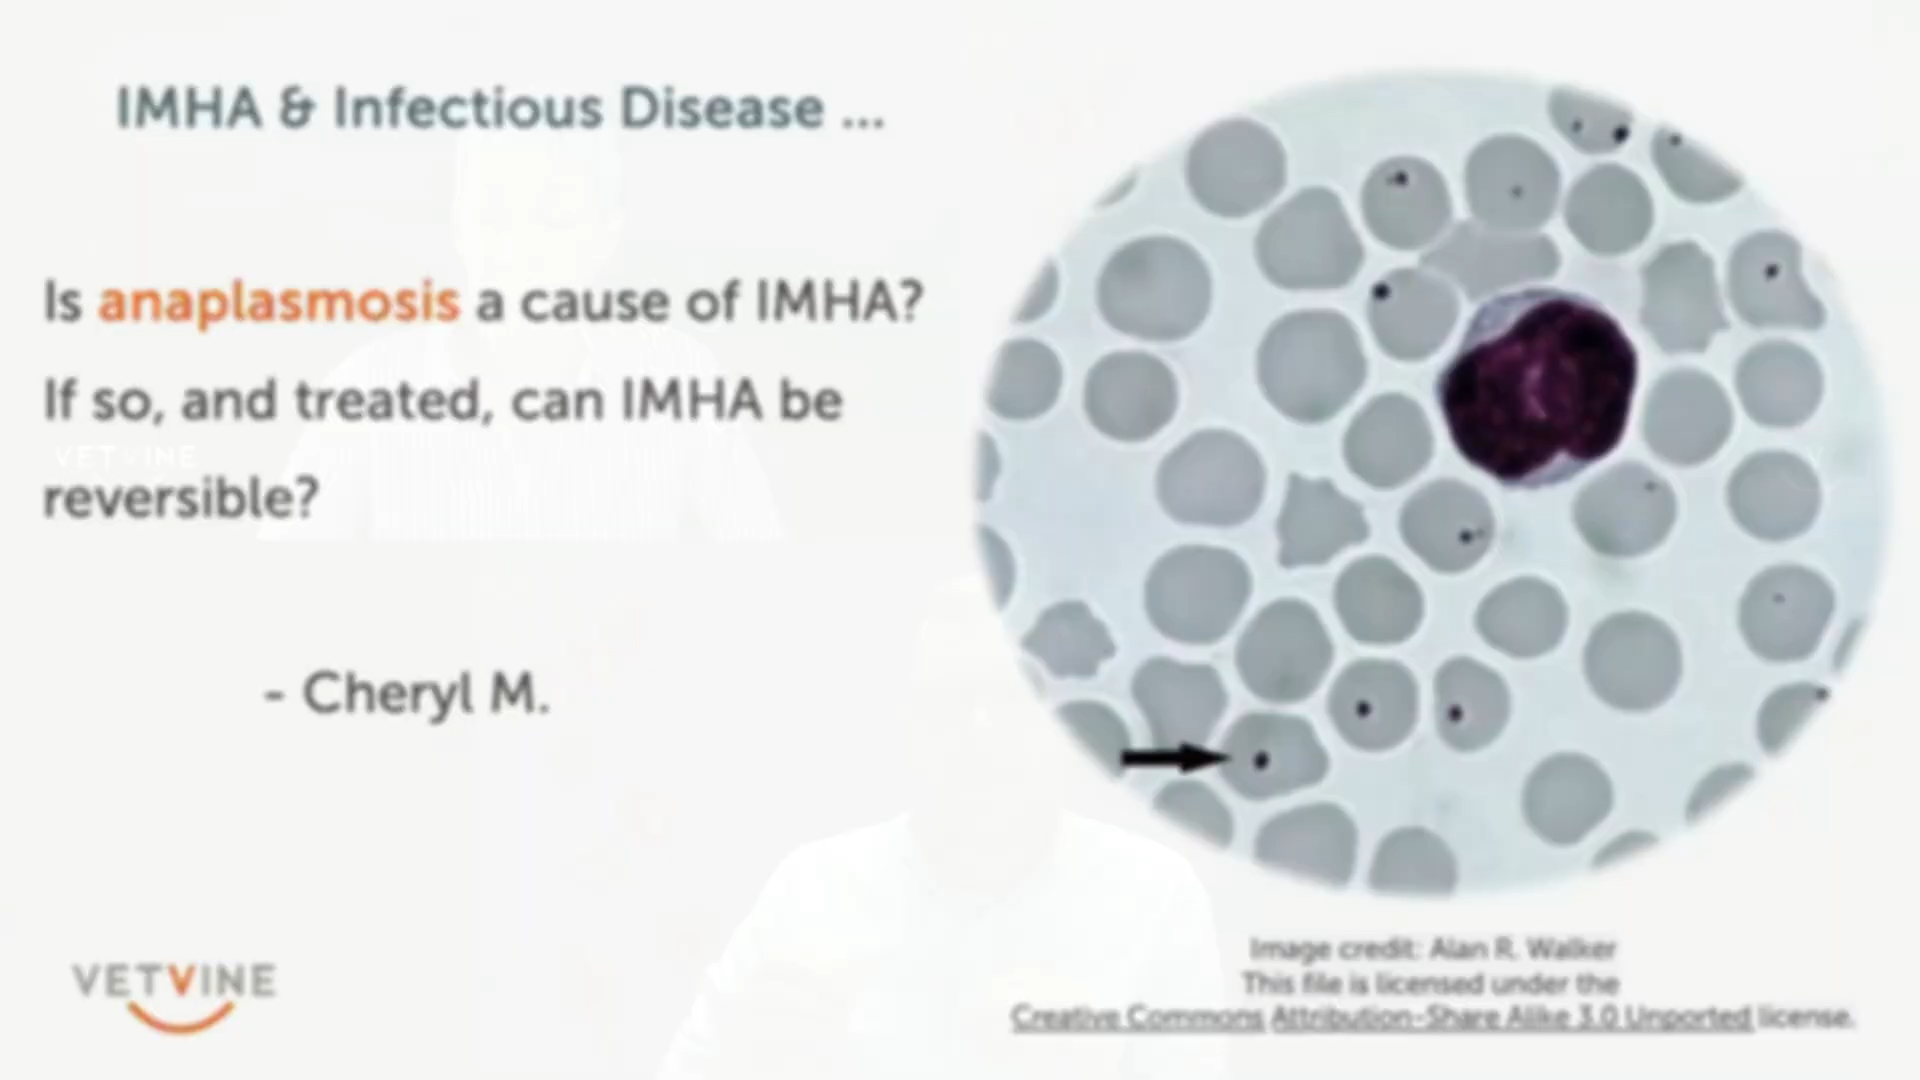 IMHA & Infectious Disease ...
Is anaplasmosis a cause of IMHA?
If so, and treated, can IMHA be
VETVINE
reversible?
- Cheryl M.
VETVINE
Image credit: Alan R. Walker
This file is licensed under the
Creative Commons Attribution-Share Alike 3.0 Unported license.